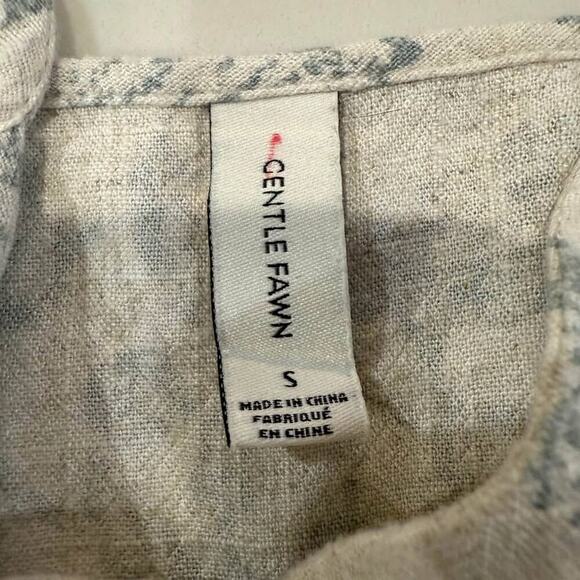 GENTLE FAWN
S
MADE IN CHINA
FABRIQUÉ
EN CHINE